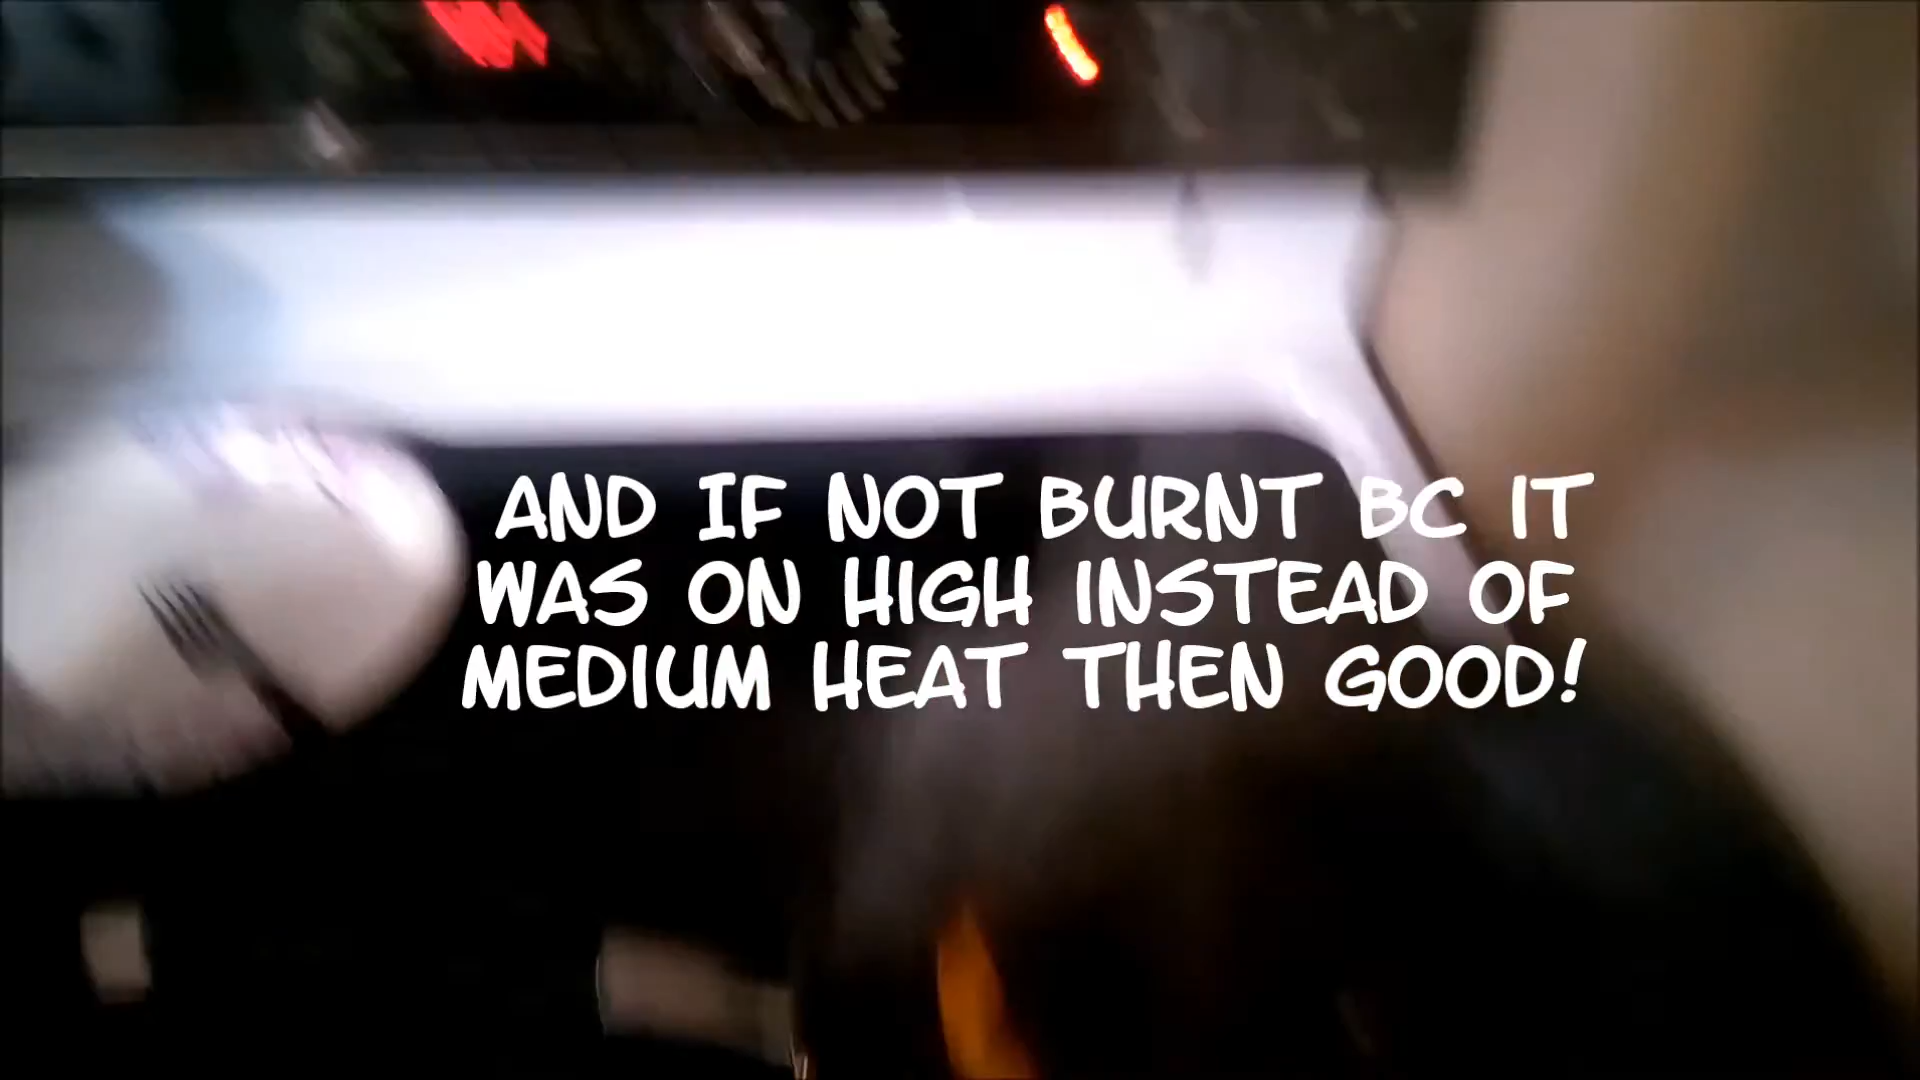 AND IF NOT BURNT BC IT
WAS ON HIGH INSTEAD OF
MEDIUM HEAT THEN GOOD!